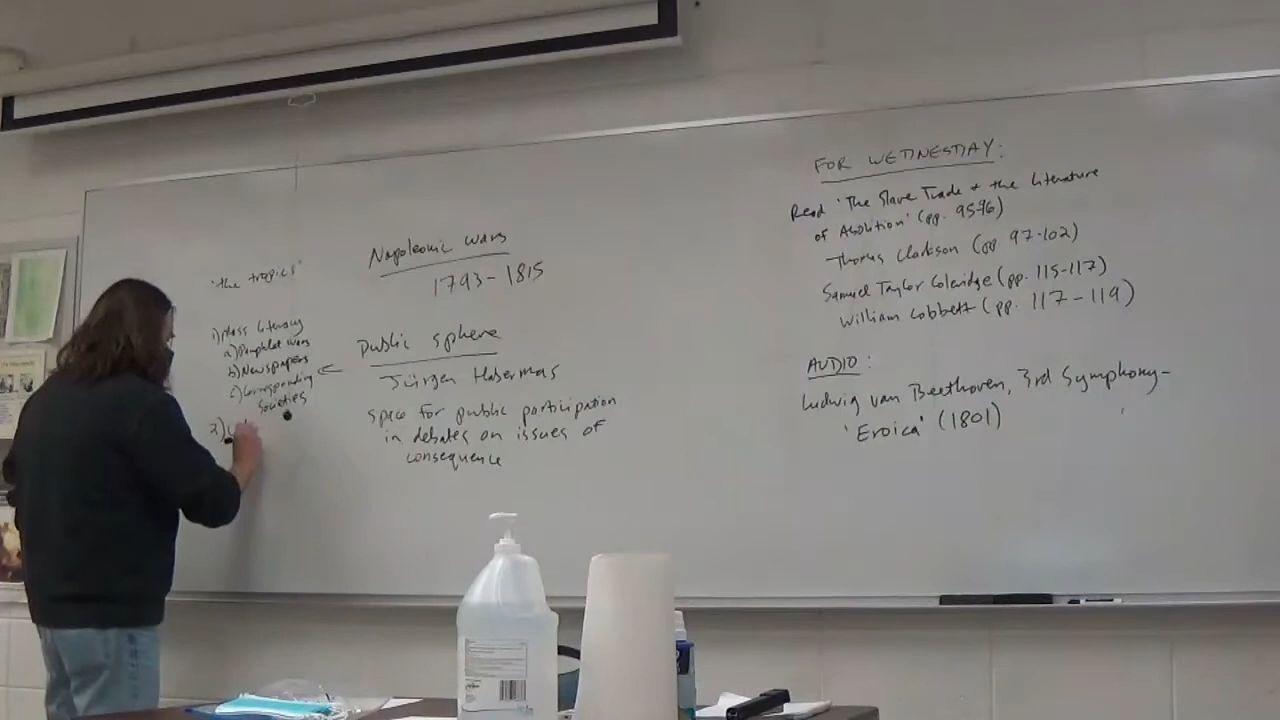 'the tropics'
1) Mass Literacy
a) Pamphlet Wars
b) Newspapers
c) Corresponding
Societies
2)
Napoleonic Wars
1793-1815
Public sphere
Jürgen Habermas
space for public participation
in debates on issues of
consequence
FOR WEDNESDAY:
Read 'The Slave Trade + the Literature
of Abolition' (pp. 95-96)
Thomas Clarkson (pp 97-102)
Samuel Taylor Coleridge (pp. 115-117)
William Cobbett (pp. 117-119)
AUDIO:
Ludwig van Beethoven, 3rd Symphony-
'Eroica' (1801)